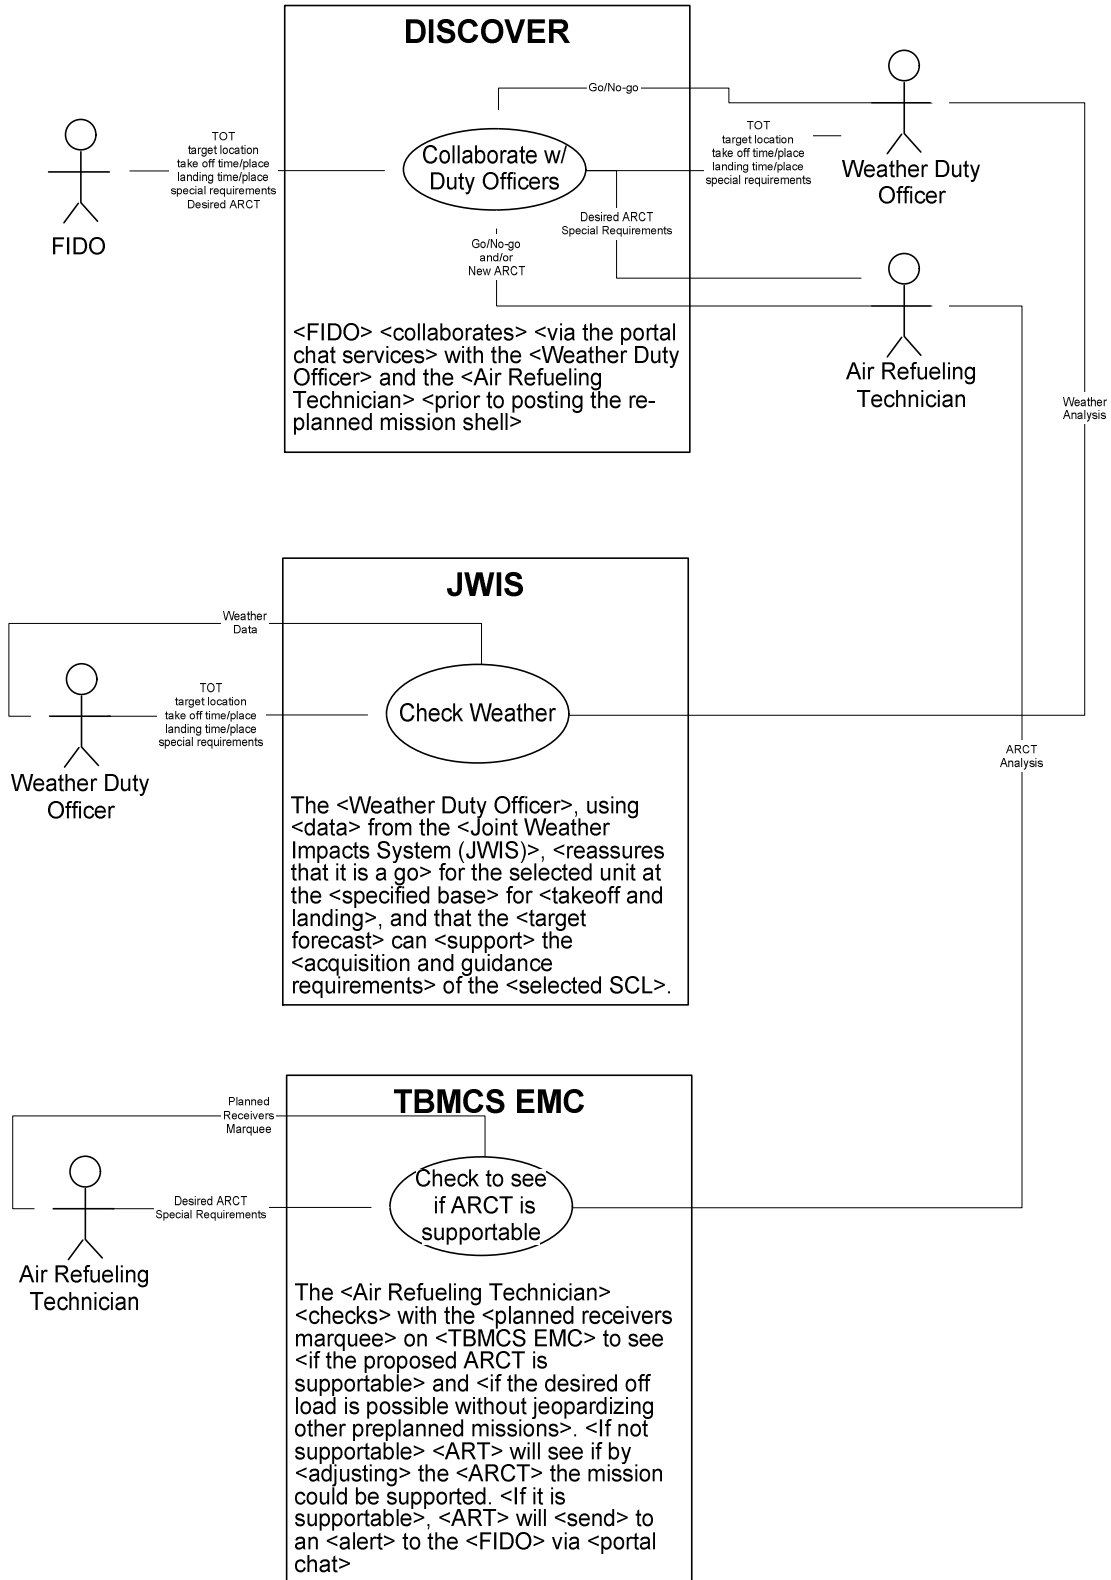 DISCOVER
Go/No-go
TOT
target location
take off time/place
landing time/place
special requirements
Desired ARCT
FIDO
Collaborate w/
Duty Officers
TOT
target location
take off time/place
landing time/place
special requirements
Weather Duty
Officer
Desired ARCT
Special Requirements
Go/No-go
and/or
New ARCT
Air Refueling
Technician
<FIDO> <collaborates> <via the portal
chat services> with the <Weather Duty
Officer> and the <Air Refueling
Technician> <prior to posting the re-
planned mission shell>
Weather
Analysis
JWIS
Weather
Data
TOT
target location
take off time/place
landing time/place
special requirements
Weather Duty
Officer
Check Weather
ARCT
Analysis
The <Weather Duty Officer>, using
<data> from the <Joint Weather
Impacts System (JWIS)>, <reassures
that it is a go> for the selected unit at
the <specified base> for <takeoff and
landing>, and that the <target
forecast> can <support> the
<acquisition and guidance
requirements> of the <selected SCL>.
TBMCS EMC
Planned
Receivers
Marquee
Desired ARCT
Special Requirements
Air Refueling
Technician
Check to see
if ARCT is
supportable
The <Air Refueling Technician>
<checks> with the <planned receivers
marquee> on <TBMCS EMC> to see
<if the proposed ARCT is
supportable> and <if the desired off
load is possible without jeopardizing
other preplanned missions>. <If not
supportable> <ART> will see if by
<adjusting> the <ARCT> the mission
could be supported. <If it is
supportable>, <ART> will <send> to
an <alert> to the <FIDO> via <portal
chat>